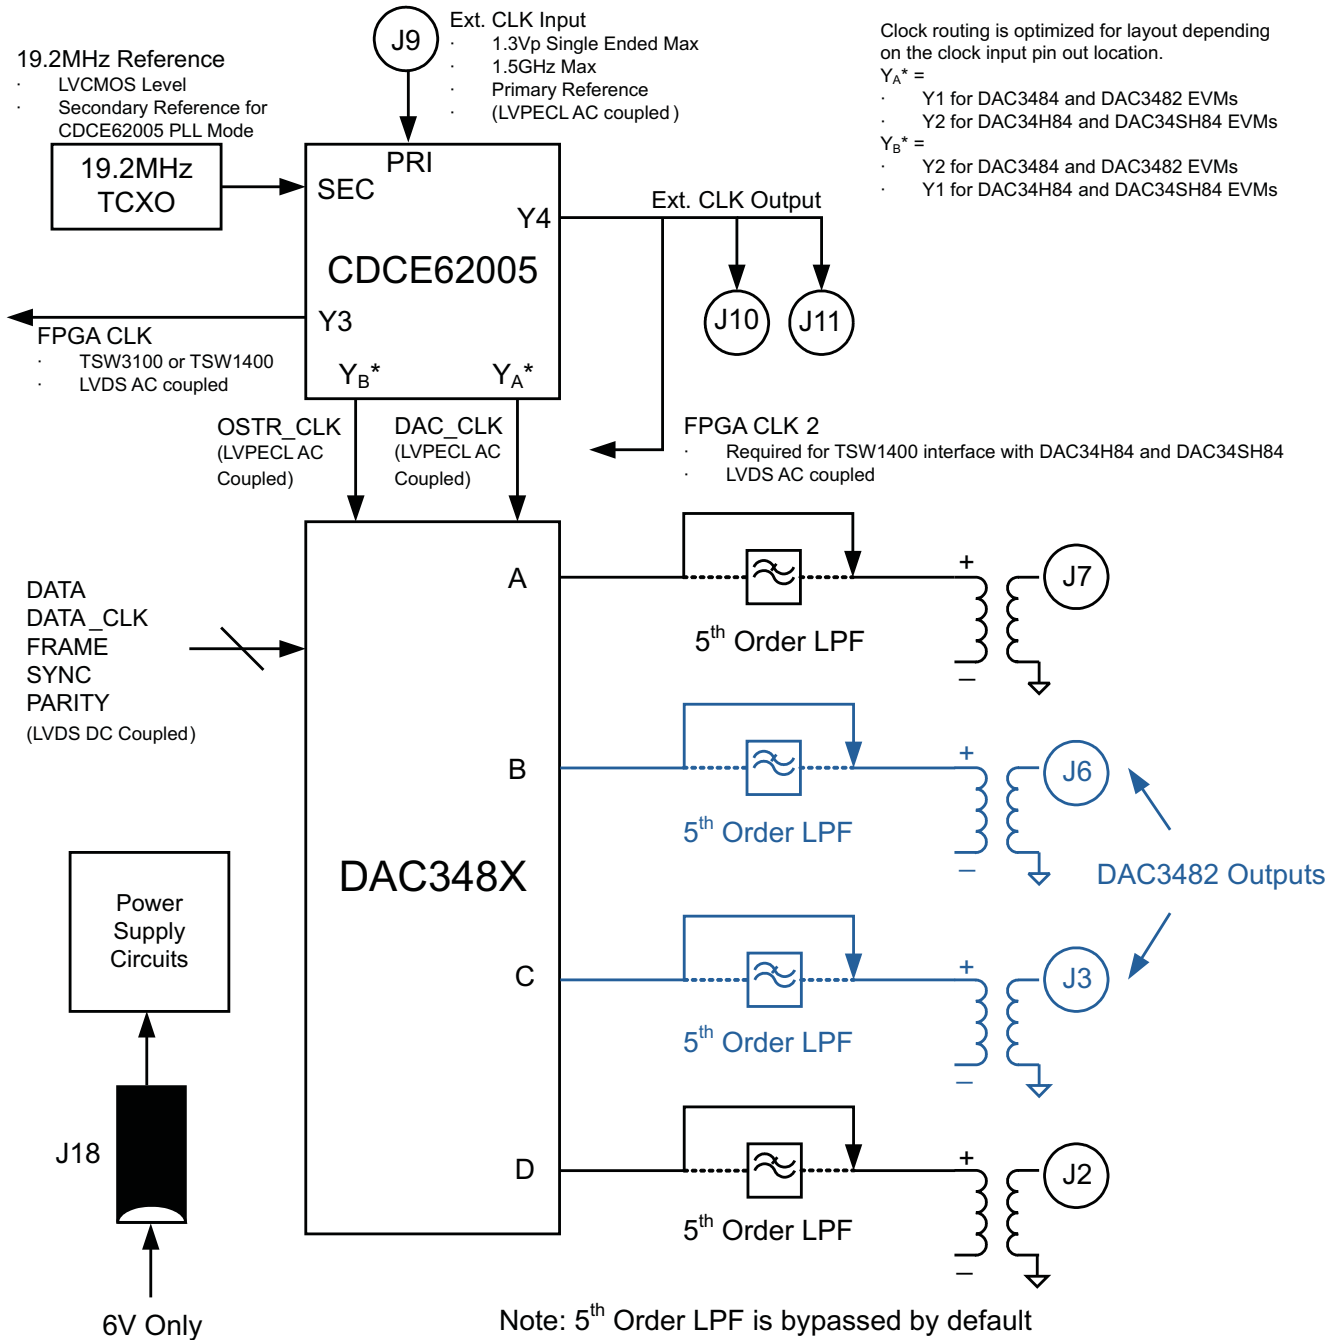 19.2MHz Reference
· LVCMOS Level
· Secondary Reference for
CDCE62005 PLL Mode
19.2MHz
TCXO
J9
Ext. CLK Input
· 1.3Vp Single Ended Max
· 1.5GHz Max
· Primary Reference
· (LVPECL AC coupled)
Clock routing is optimized for layout depending
on the clock input pin out location.
YA* =
· Y1 for DAC3484 and DAC3482 EVMs
· Y2 for DAC34H84 and DAC34SH84 EVMs
YB* =
· Y2 for DAC3484 and DAC3482 EVMs
· Y1 for DAC34H84 and DAC34SH84 EVMs
PRI
SEC
Y4
CDCE62005
Y3
YB*
YA*
Ext. CLK Output
J10
J11
FPGA CLK
· TSW3100 or TSW1400
· LVDS AC coupled
OSTR_CLK
(LVPECL AC
Coupled)
DAC_CLK
(LVPECL AC
Coupled)
FPGA CLK 2
· Required for TSW1400 interface with DAC34H84 and DAC34SH84
· LVDS AC coupled
DATA
DATA_CLK
FRAME
SYNC
PARITY
(LVDS DC Coupled)
DAC348X
A
5th Order LPF
+
–
J7
B
5th Order LPF
+
–
J6
DAC3482 Outputs
C
5th Order LPF
+
–
J3
D
5th Order LPF
+
–
J2
Power
Supply
Circuits
J18
6V Only
Note: 5th Order LPF is bypassed by default